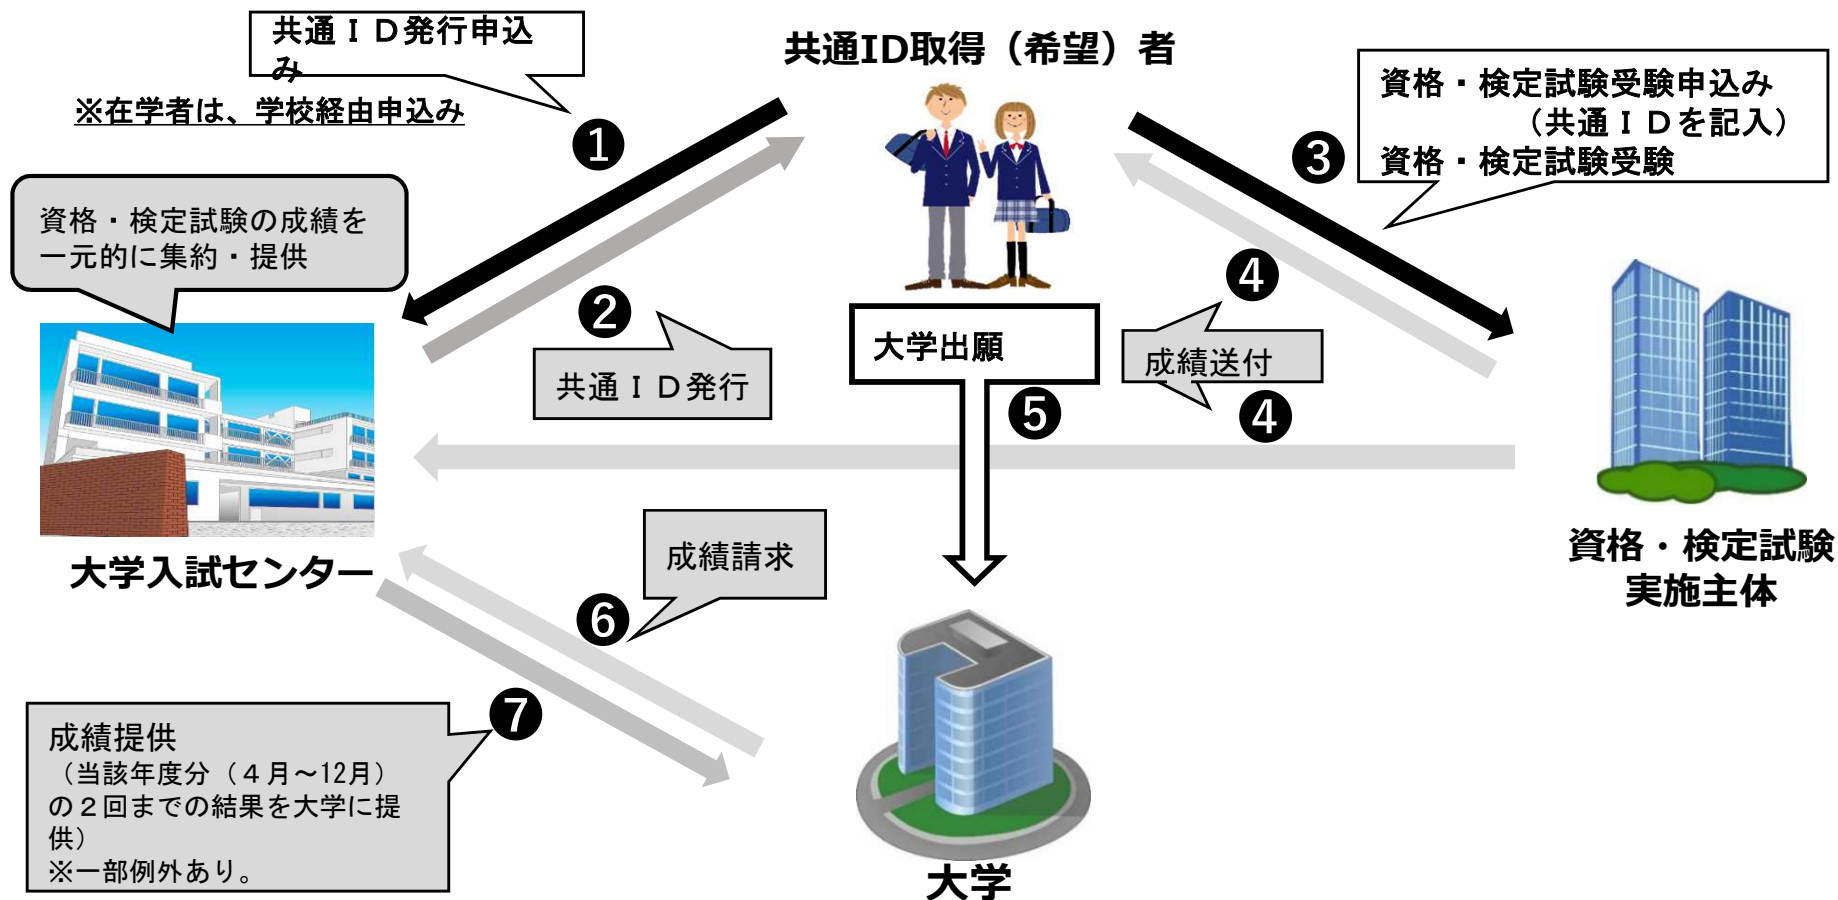 共通ＩＤ発行申込
み
※在学者は、学校経由申込み
❶
共通ID取得（希望）者
資格・検定試験受験申込み
（共通ＩＤを記入）
資格・検定試験受験
❸
資格・検定試験の成績を
一元的に集約・提供
❷
共通ＩＤ発行
大学出願
❺
❹
成績送付
❹
大学入試センター
資格・検定試験
実施主体
成績請求
❻
❼
成績提供
（当該年度分（４月～12月）
の２回までの結果を大学に提
供）
※一部例外あり。
大学